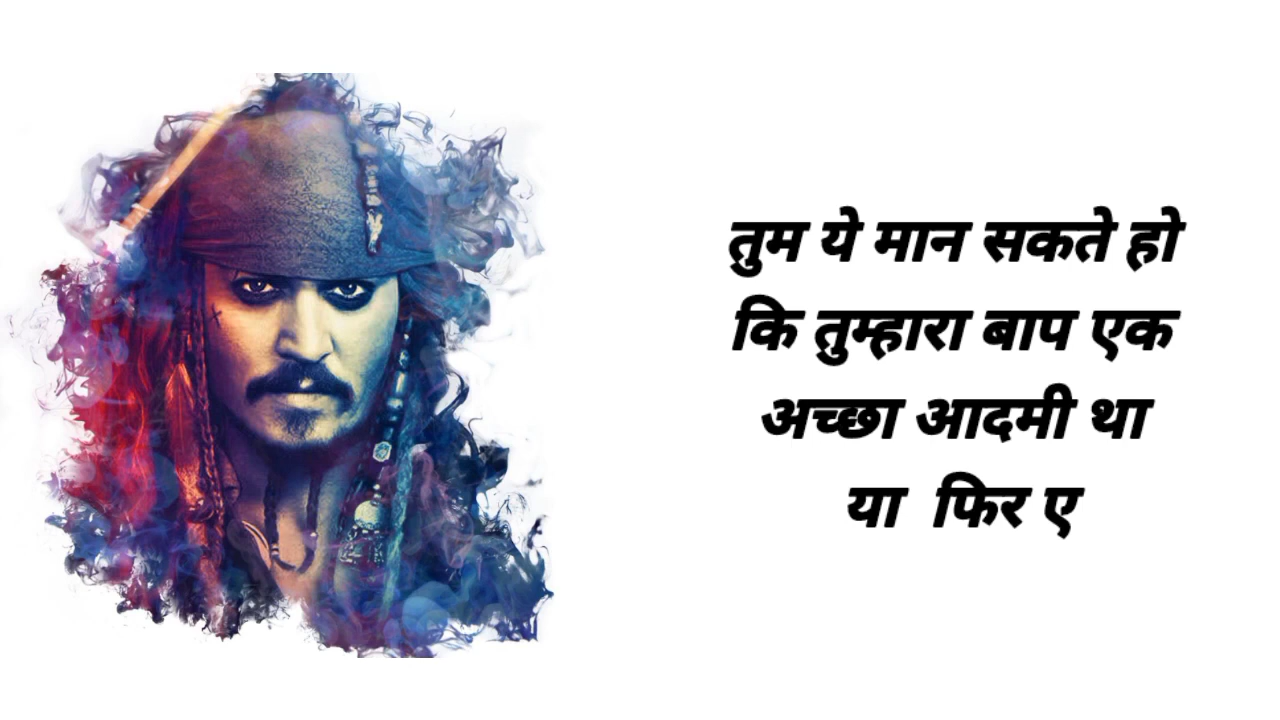 तुम ये मान सकते हो
कि तुम्हारा बाप एक
अच्छा आदमी था
या  फिर ए